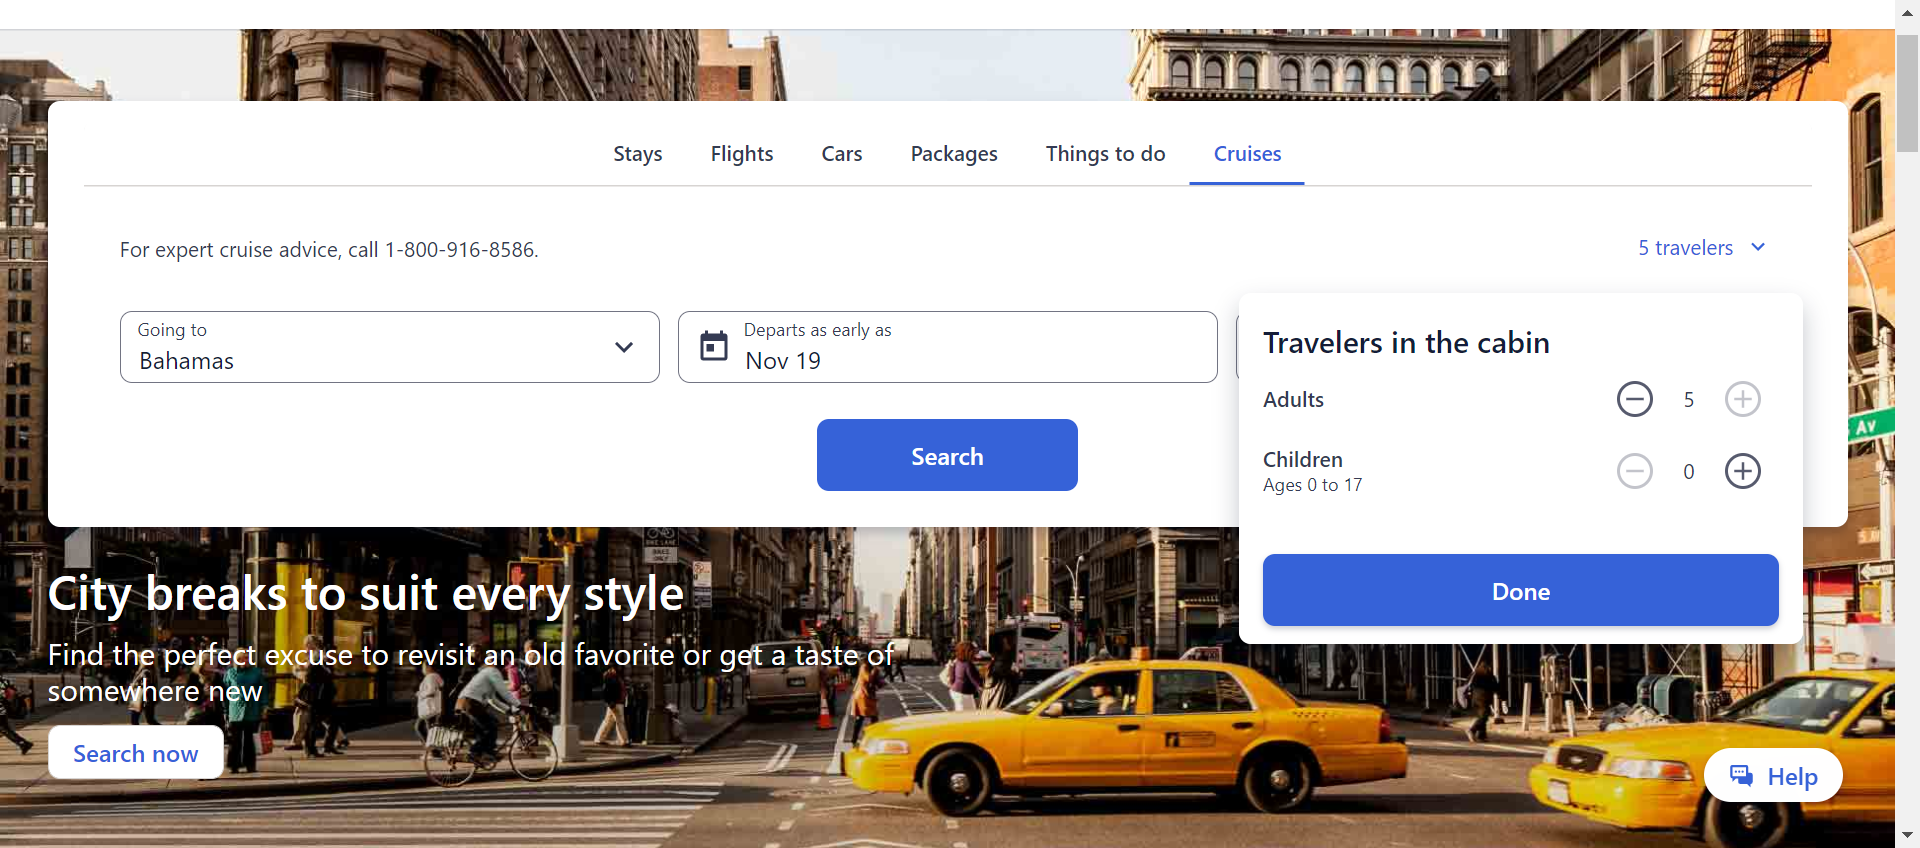 Stays Flights Cars Packages Things to do Cruises
For expert cruise advice, call 1-800-916-8586.
5 travelers
Going to
Bahamas
Departs as early as
Nov 19
Travelers in the cabin
Adults
5
Children
Ages 0 to 17
0
Search
Done
City breaks to suit every style
Find the perfect excuse to revisit an old favorite or get a taste of
somewhere new
Search now
Help
Av